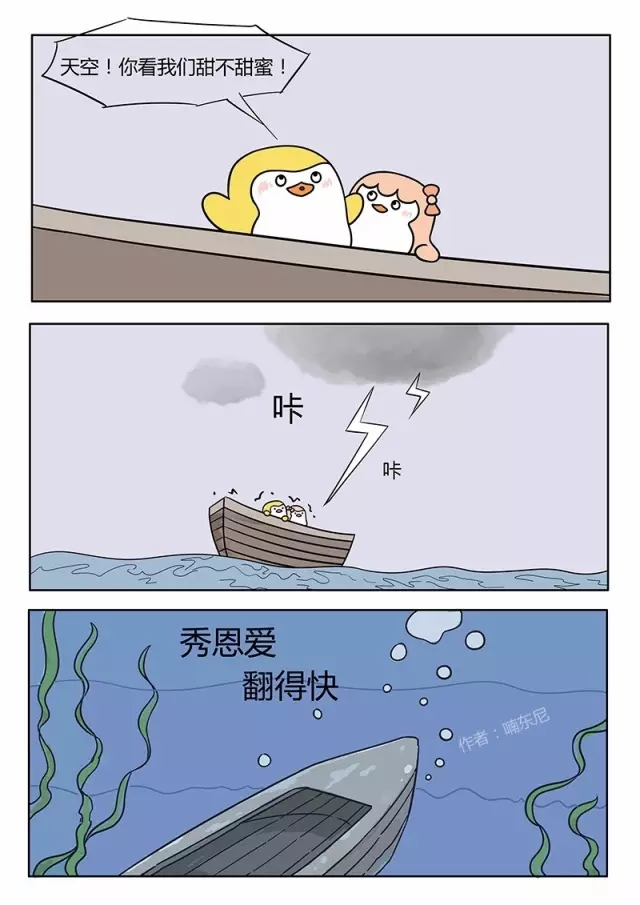 天空！你看我们甜不甜蜜！
咔
咔
秀恩爱
翻得快
作者：喃东尼